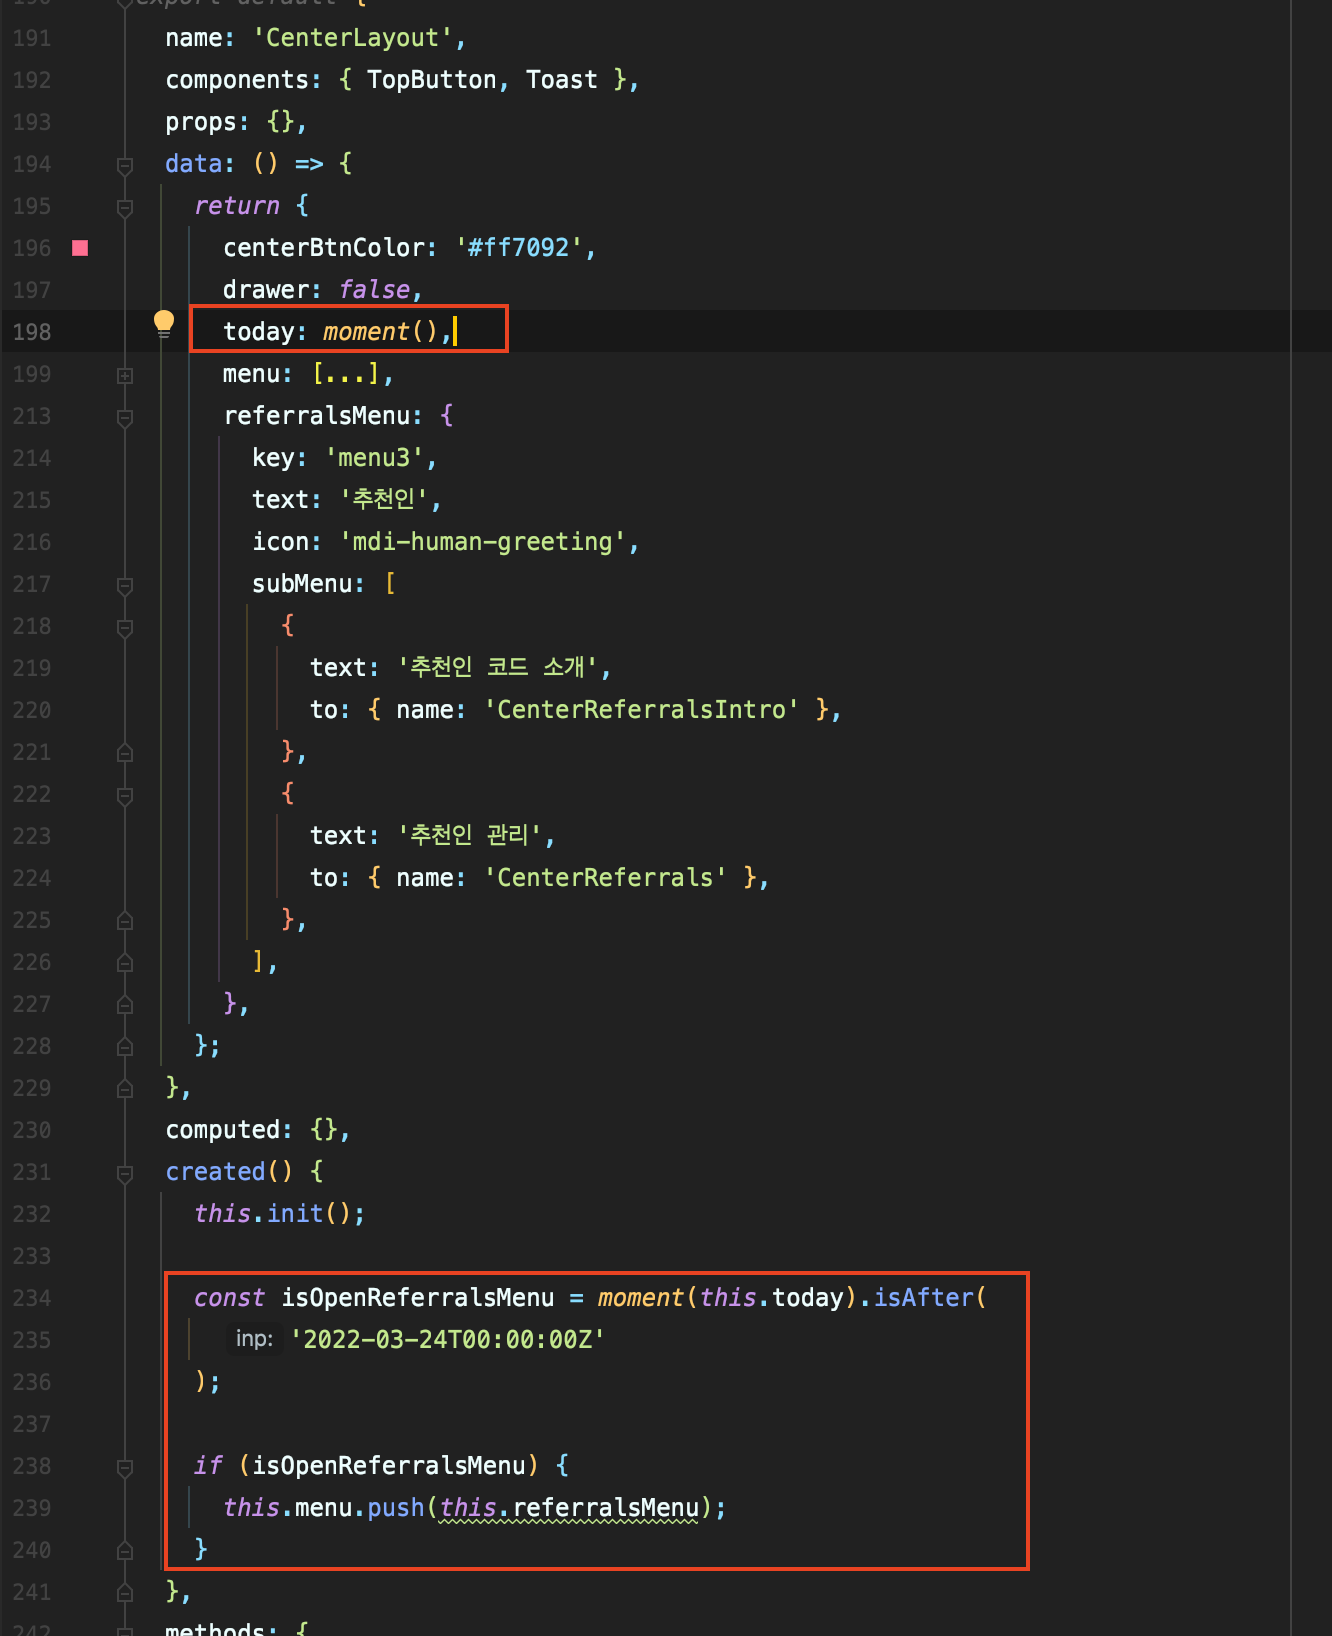 190 export default {
191 name: 'CenterLayout',
192 components: { TopButton, Toast },
193 props: {},
194 data: () => {
195 return {
196 centerBtnColor: '#ff7092',
197 drawer: false,
198 today: moment(),
199 menu: [...],
213 referralsMenu: {
214 key: 'menu3',
215 text: '추천인',
216 icon: 'mdi-human-greeting',
217 subMenu: [
218 {
219 text: '추천인 코드 소개',
220 to: { name: 'CenterReferralsIntro' },
221 },
222 {
223 text: '추천인 관리',
224 to: { name: 'CenterReferrals' },
225 },
226 ],
227 },
228 };
229 },
230 computed: {},
231 created() {
232 this.init();
233
234 const isOpenReferralsMenu = moment(this.today).isAfter(
235 inp: '2022-03-24T00:00:00Z'
236 );
237
238 if (isOpenReferralsMenu) {
239 this.menu.push(this.referralsMenu);
240 }
241 },
242 methods: {